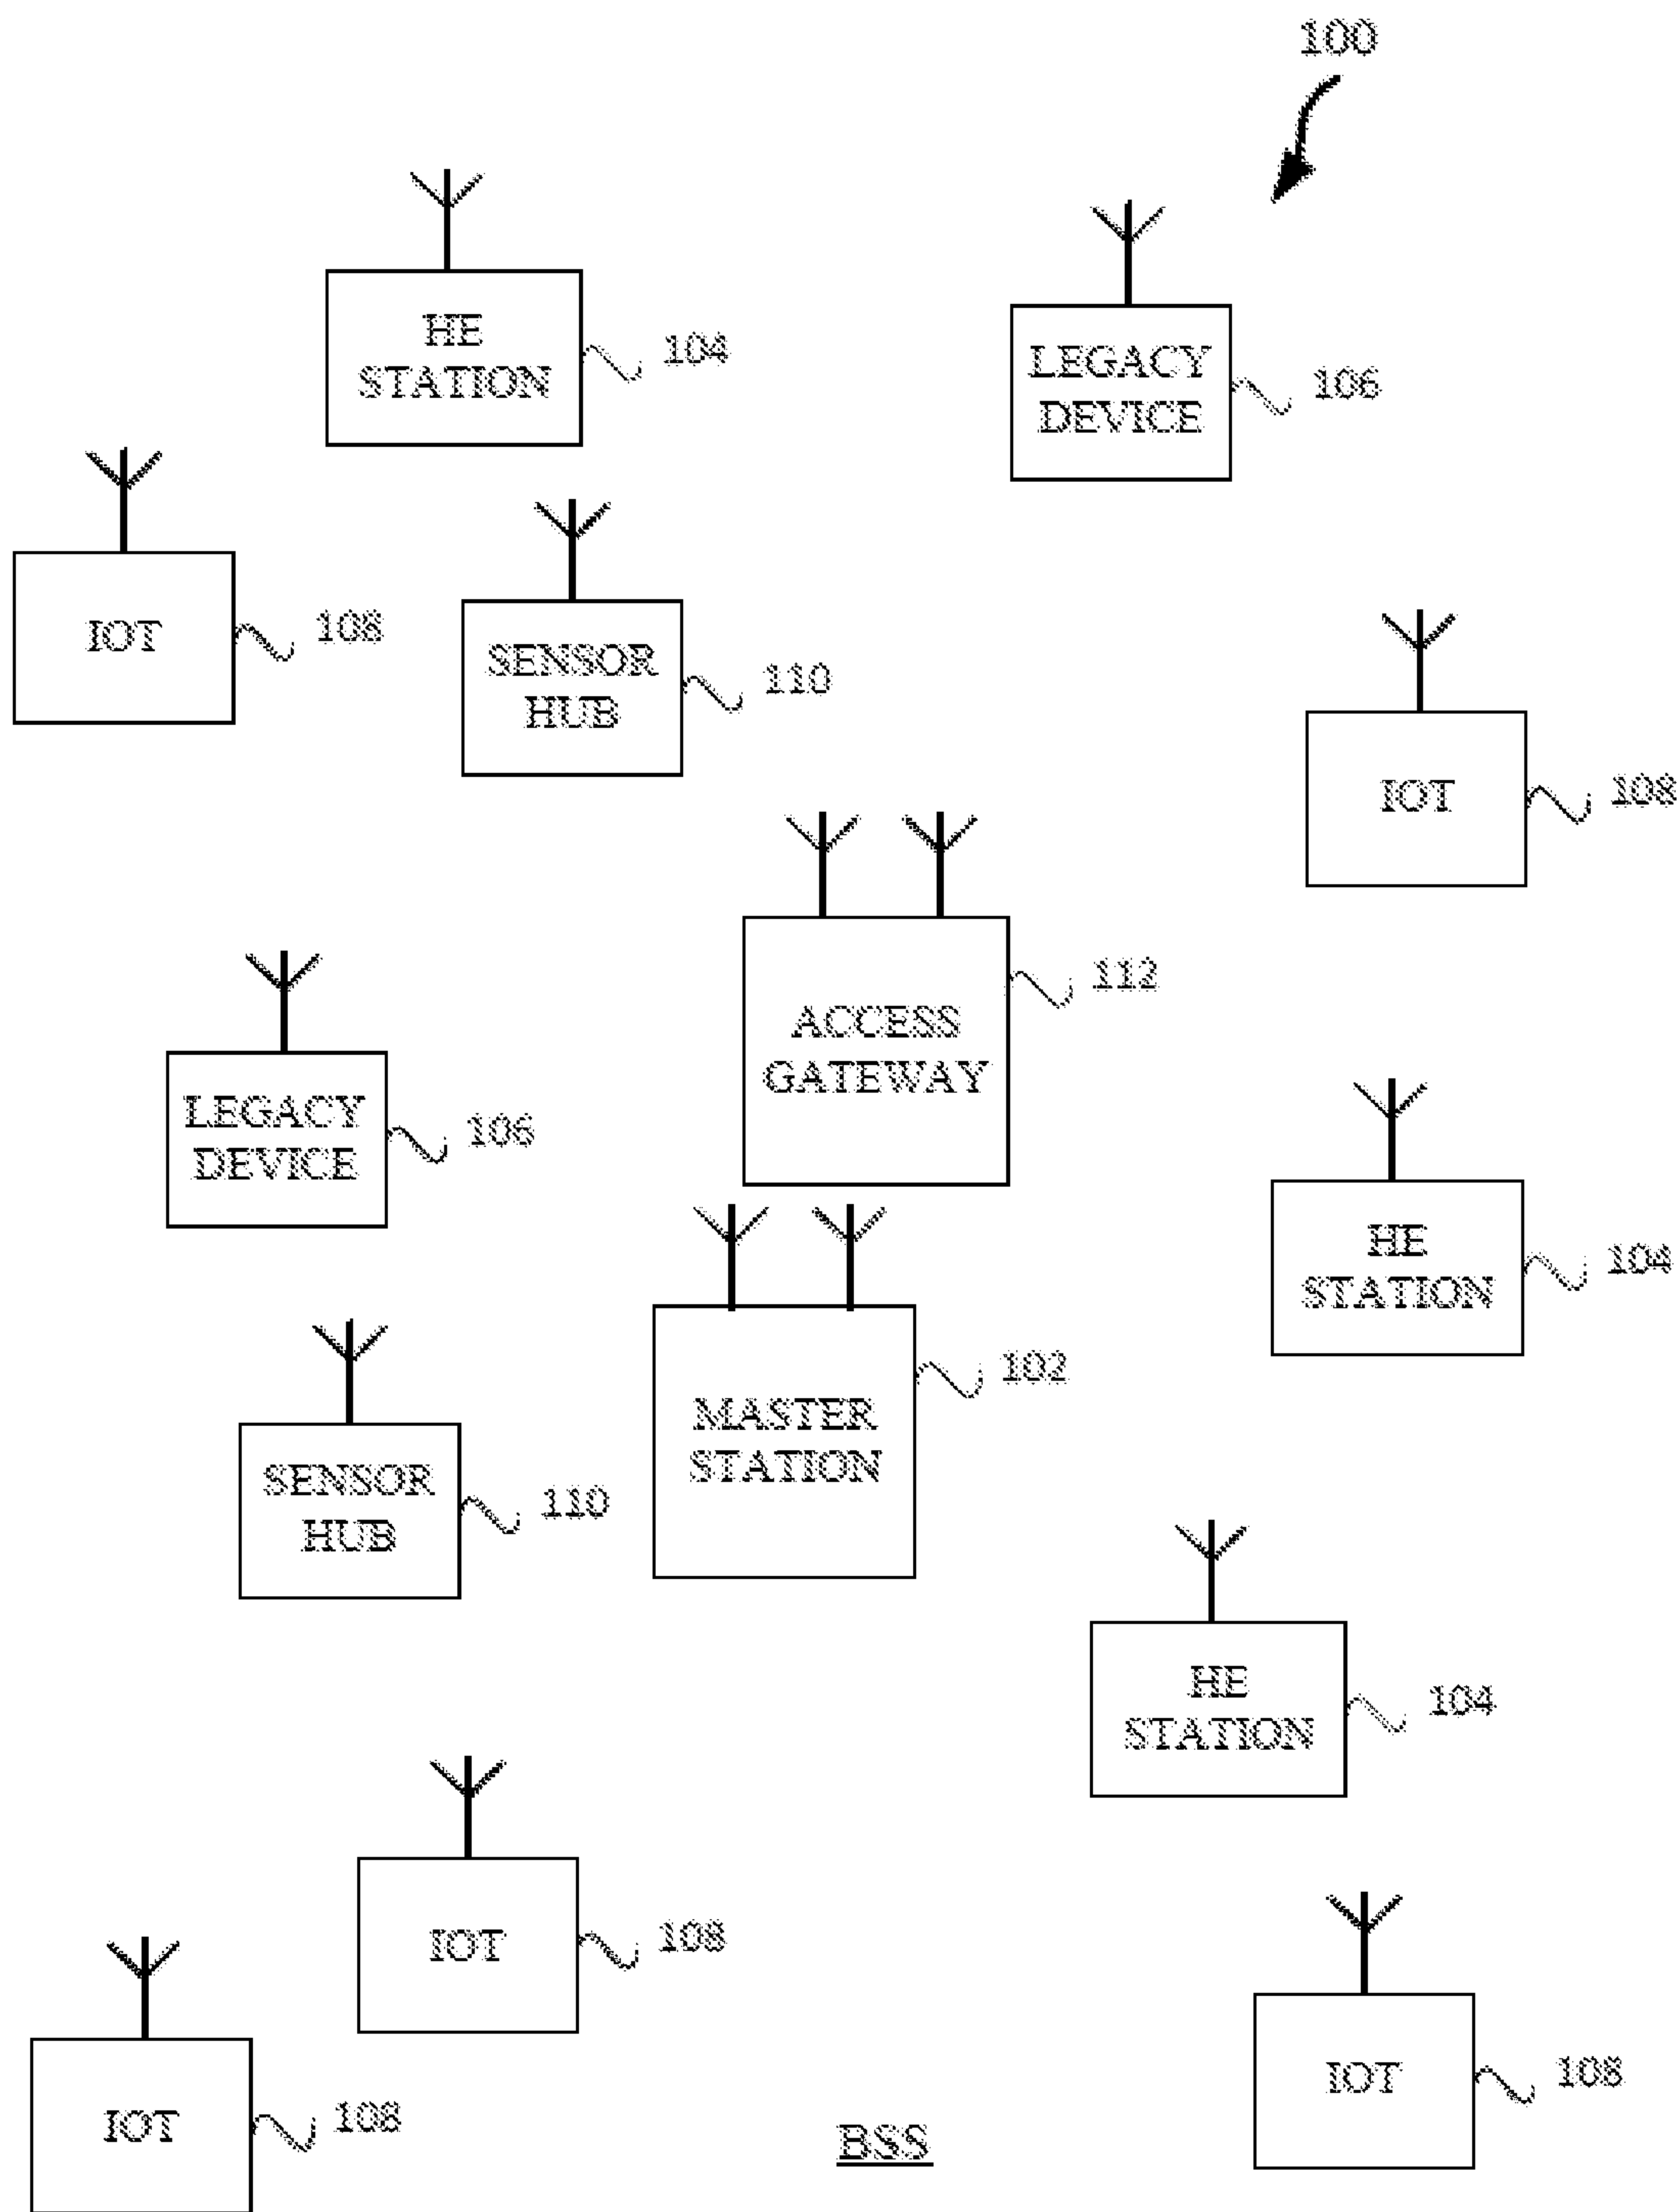 100
HE
STATION
104
LEGACY
DEVICE
106
IOT
108
SENSOR
HUB
110
IOT
108
ACCESS
GATEWAY
112
LEGACY
DEVICE
106
HE
STATION
104
MASTER
STATION
102
SENSOR
HUB
110
HE
STATION
104
IOT
108
IOT
108
IOT
108
BSS